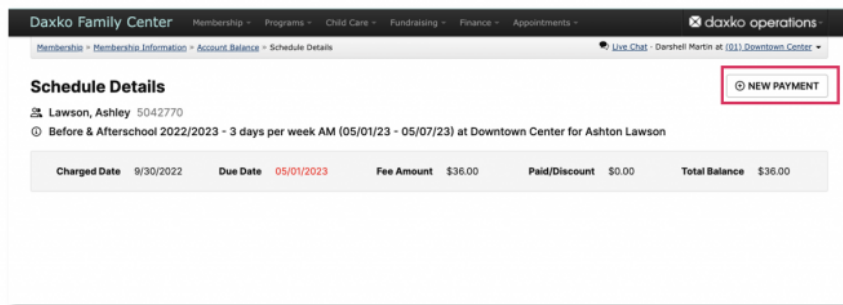 Daxko Family Center Membership Programs Child Care Fundraising Finance Appointments daxko operations
Membership > Membership Information > Account Balance > Schedule Details Live Chat - Darshell Martin at (01) Downtown Center
Schedule Details
NEW PAYMENT
Lawson, Ashley 5042770
Before & Afterschool 2022/2023 - 3 days per week AM (05/01/23 - 05/07/23) at Downtown Center for Ashton Lawson
Charged Date 9/30/2022 Due Date 05/01/2023 Fee Amount $36.00 Paid/Discount $0.00 Total Balance $36.00